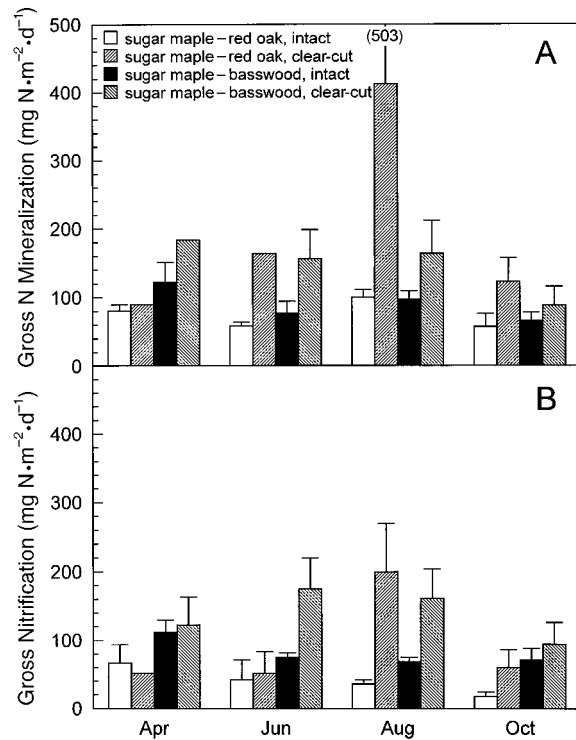 (503)
A
sugar maple–red oak, intact
sugar maple–red oak, clear-cut
sugar maple–basswood, intact
sugar maple–basswood, clear-cut
Gross N Mineralization (mg N•m⁻²•d⁻¹)
500
400
300
200
100
0
B
Gross Nitrification (mg N•m⁻²•d⁻¹)
400
300
200
100
0
Apr Jun Aug Oct